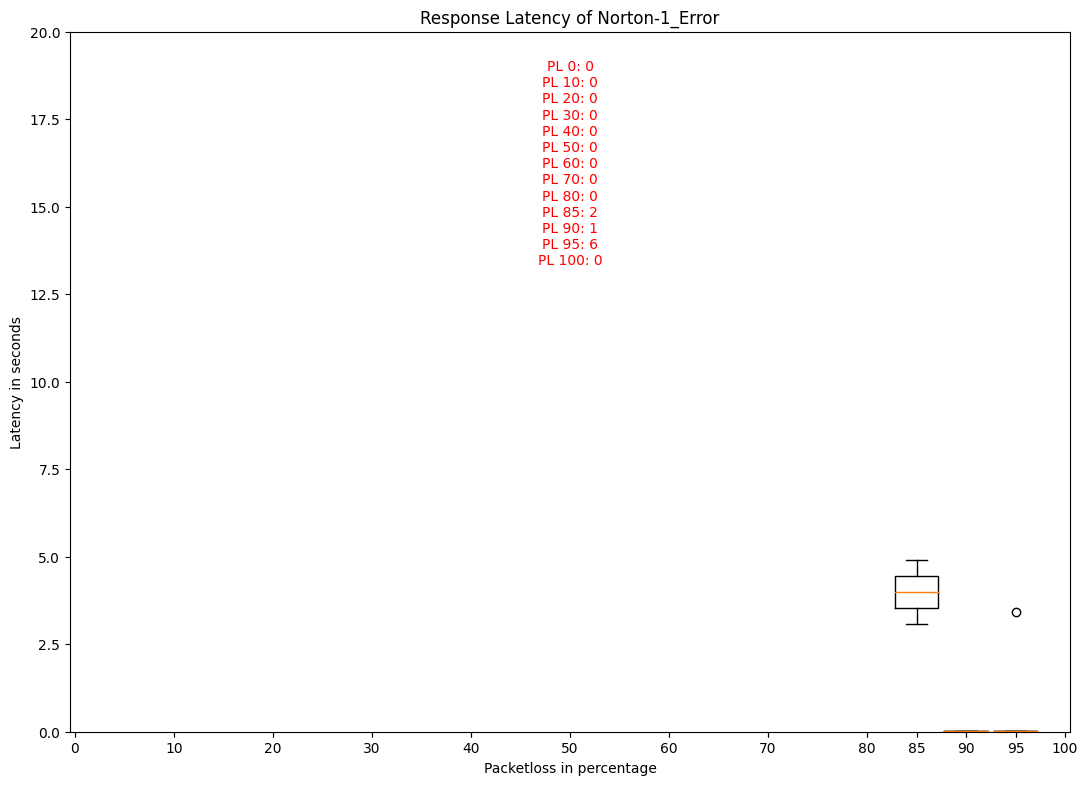 Response Latency of Norton-1_Error
20.0
17.5
15.0
12.5
10.0
7.5
5.0
2.5
0.0
Latency in seconds
PL 0: 0
PL 10: 0
PL 20: 0
PL 30: 0
PL 40: 0
PL 50: 0
PL 60: 0
PL 70: 0
PL 80: 0
PL 85: 2
PL 90: 1
PL 95: 6
PL 100: 0
0 10 20 30 40 50 60 70 80 85 90 95 100
Packetloss in percentage